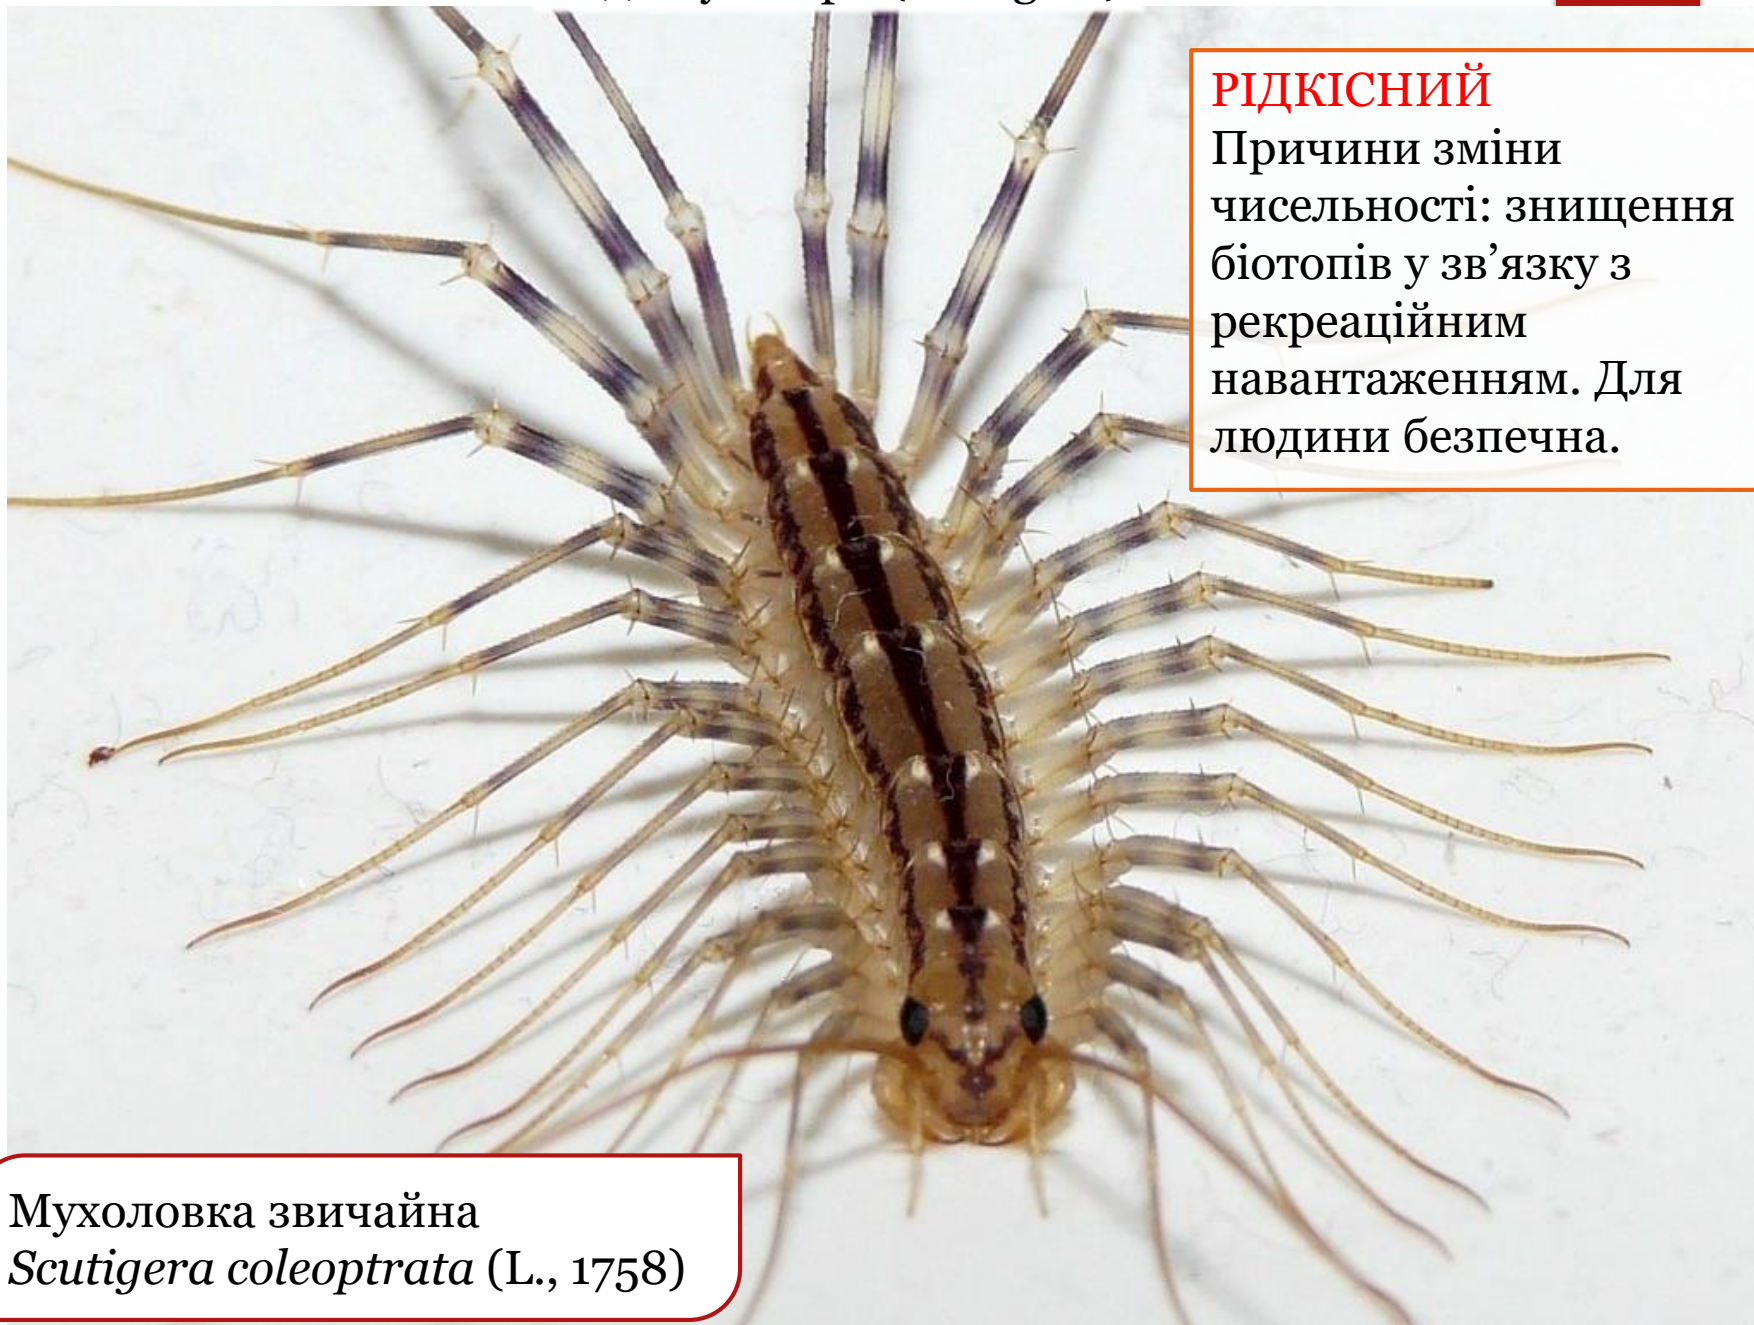 РІДКІСНИЙ
Причини зміни
чисельності: знищення
біотопів у зв’язку з
рекреаційним
навантаженням. Для
людини безпечна.
Мухоловка звичайна
Scutigera coleoptrata (L., 1758)